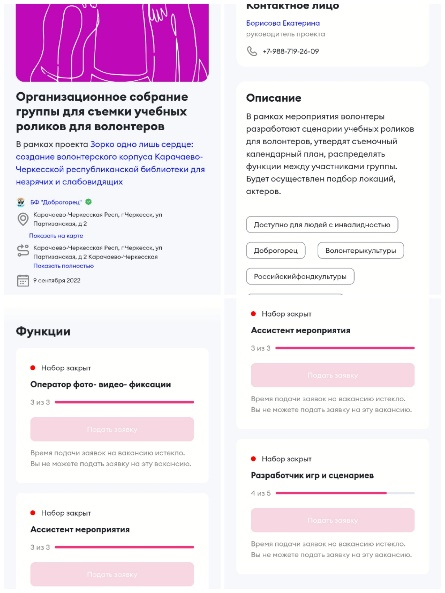 Организационное собрание
группы для съемки учебных
роликов для волонтеров
В рамках проекта Зорко одно лишь сердце:
создание волонтерского корпуса Карачаево-
Черкесской республиканской библиотеки для
незрячих и слабовидящих
БФ "Доброгорец"
Карачаево-Черкесская Респ, г Черкесск, ул
Партизанская, д 2
Показать на карте
Карачаево-Черкесская Респ, г Черкесск, ул
Партизанская, д 2 Карачаево-Черкесская
Показать полностью
9 сентября 2022
Контактное лицо
Борисова Екатерина
руководитель проекта
+7-988-719-26-09
Описание
В рамках мероприятия волонтеры
разработают сценарии учебных роликов
для волонтеров, утвердят съемочный
календарный план, распределять
функции между участниками группы.
Будет осуществлен подбор локаций,
актеров.
Доступно для людей с инвалидностью
Доброгорец
Волонтерыкультуры
Российскийфондкультуры
Функции
Набор закрыт
Оператор фото- видео- фиксации
3 из 3
Подать заявку
Время подачи заявок на вакансию истекло.
Вы не можете подать заявку на эту вакансию.
Набор закрыт
Ассистент мероприятия
3 из 3
Подать заявку
Набор закрыт
Ассистент мероприятия
3 из 3
Подать заявку
Время подачи заявок на вакансию истекло.
Вы не можете подать заявку на эту вакансию.
Набор закрыт
Разработчик игр и сценариев
4 из 5
Подать заявку
Время подачи заявок на вакансию истекло.
Вы не можете подать заявку на эту вакансию.